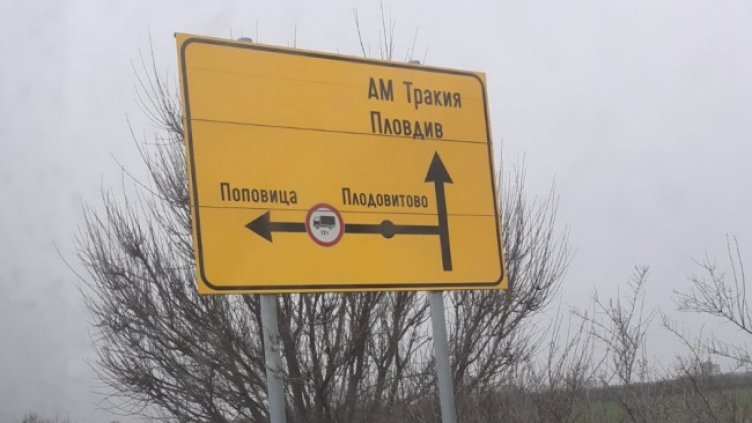 АМ Тракия
Пловдив
Поповица
Плодовитово